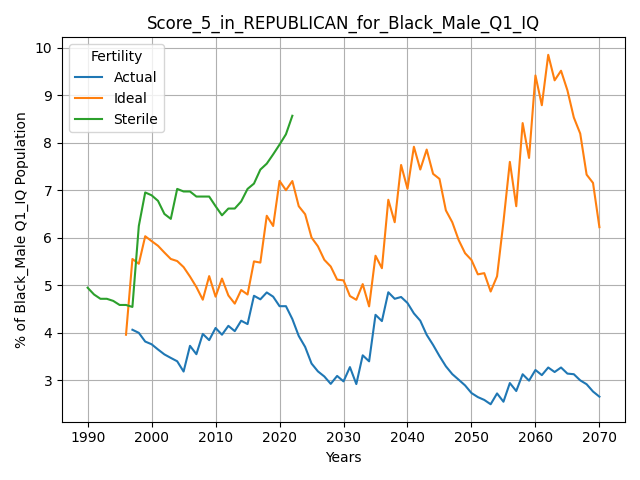 Score_5_in_REPUBLICAN_for_Black_Male_Q1_IQ
Fertility
Actual
Ideal
Sterile
% of Black_Male Q1_IQ Population
10
9
8
7
6
5
4
3
1990 2000 2010 2020 2030 2040 2050 2060 2070
Years